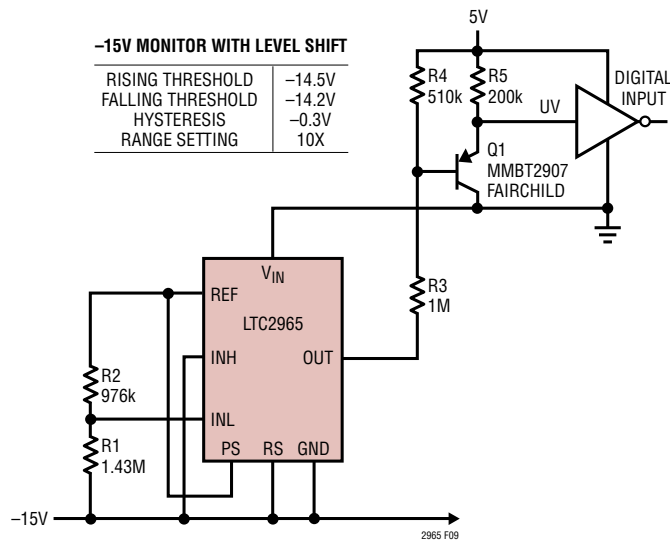 –15V MONITOR WITH LEVEL SHIFT
RISING THRESHOLD –14.5V
FALLING THRESHOLD –14.2V
HYSTERESIS –0.3V
RANGE SETTING 10X
5V
R4
510k
R5
200k
UV
DIGITAL
INPUT
Q1
MMBT2907
FAIRCHILD
R3
1M
VIN
REF
LTC2965
INH
OUT
INL
PS RS GND
R2
976k
R1
1.43M
–15V
2965 F09